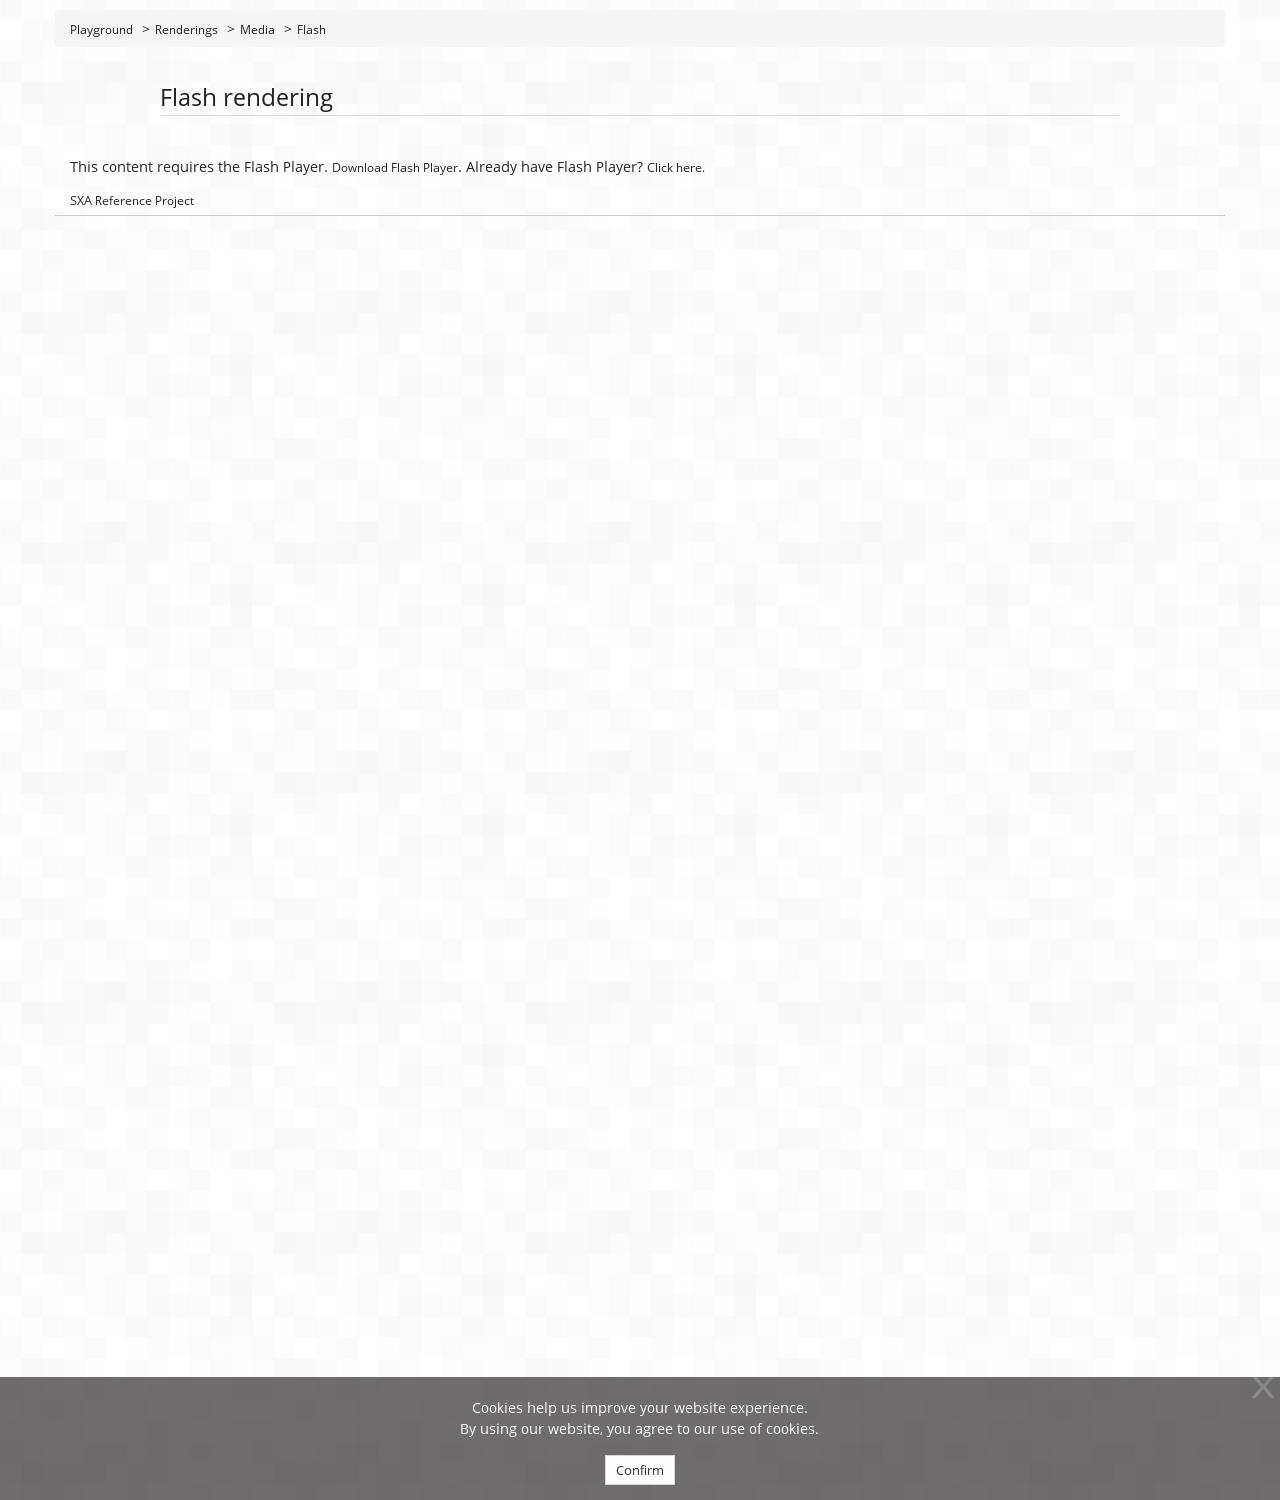 Playground > Renderings > Media > Flash
Flash rendering
This content requires the Flash Player. Download Flash Player. Already have Flash Player? Click here.
SXA Reference Project
Cookies help us improve your website experience.
By using our website, you agree to our use of cookies.
Confirm